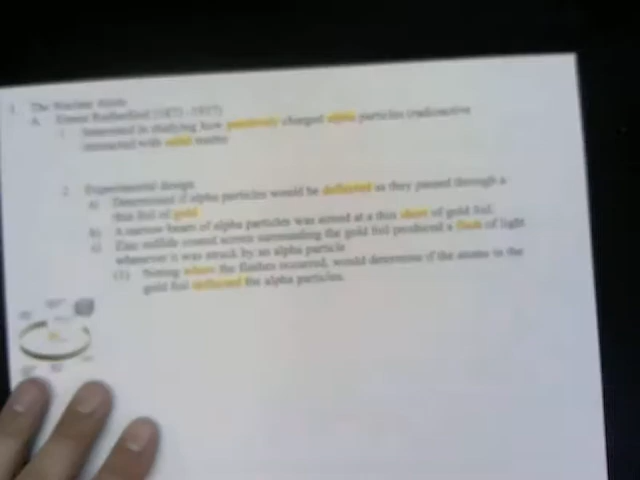 I. The Nuclear Atom
A. Ernest Rutherford (1871-1937)
1. Interested in studying how positively charged alpha particles (radioactive
interacted with solid matter
2. Experimental design
a) Determined if alpha particles would be deflected as they passed through a
thin foil of gold
b) A narrow beam of alpha particles was aimed at a thin sheet of gold foil.
c) Zinc sulfide coated screen surrounding the gold foil produced a flash of light
whenever it was struck by an alpha particle
(1) Noting where the flashes occurred, would determine if the atoms in the
gold foil deflected the alpha particles.